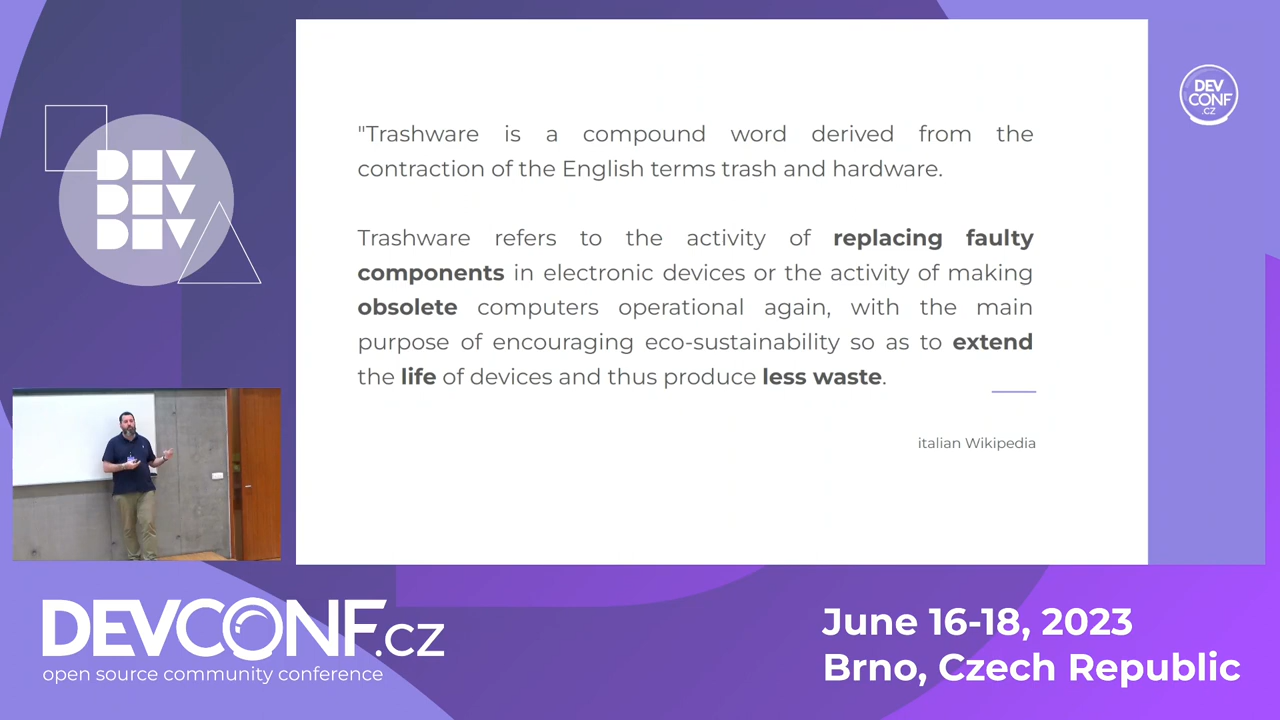 DEV
DEV
DEV
"Trashware is a compound word derived from the
contraction of the English terms trash and hardware.
Trashware refers to the activity of replacing faulty
components in electronic devices or the activity of making
obsolete computers operational again, with the main
purpose of encouraging eco-sustainability so as to extend
the life of devices and thus produce less waste.
italian Wikipedia
DEV
CONF
.CZ
DEVCONF.cz
open source community conference
June 16-18, 2023
Brno, Czech Republic